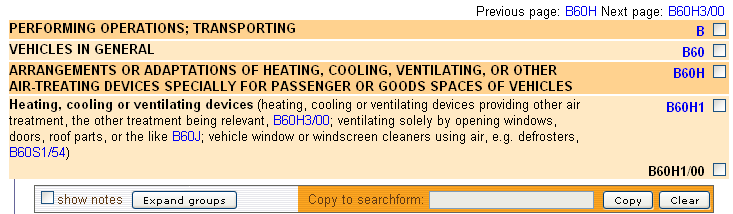 Previous page: B60H Next page: B60H3/00
PERFORMING OPERATIONS; TRANSPORTING B
VEHICLES IN GENERAL B60
ARRANGEMENTS OR ADAPTATIONS OF HEATING, COOLING, VENTILATING, OR OTHER B60H
AIR-TREATING DEVICES SPECIALLY FOR PASSENGER OR GOODS SPACES OF VEHICLES
Heating, cooling or ventilating devices (heating, cooling or ventilating devices providing other air B60H1
treatment, the other treatment being relevant, B60H3/00; ventilating solely by opening windows,
doors, roof parts, or the like B60J; vehicle window or windscreen cleaners using air, e.g. defrosters,
B60S1/54)
B60H1/00
show notes Expand groups Copy to searchform: Copy Clear